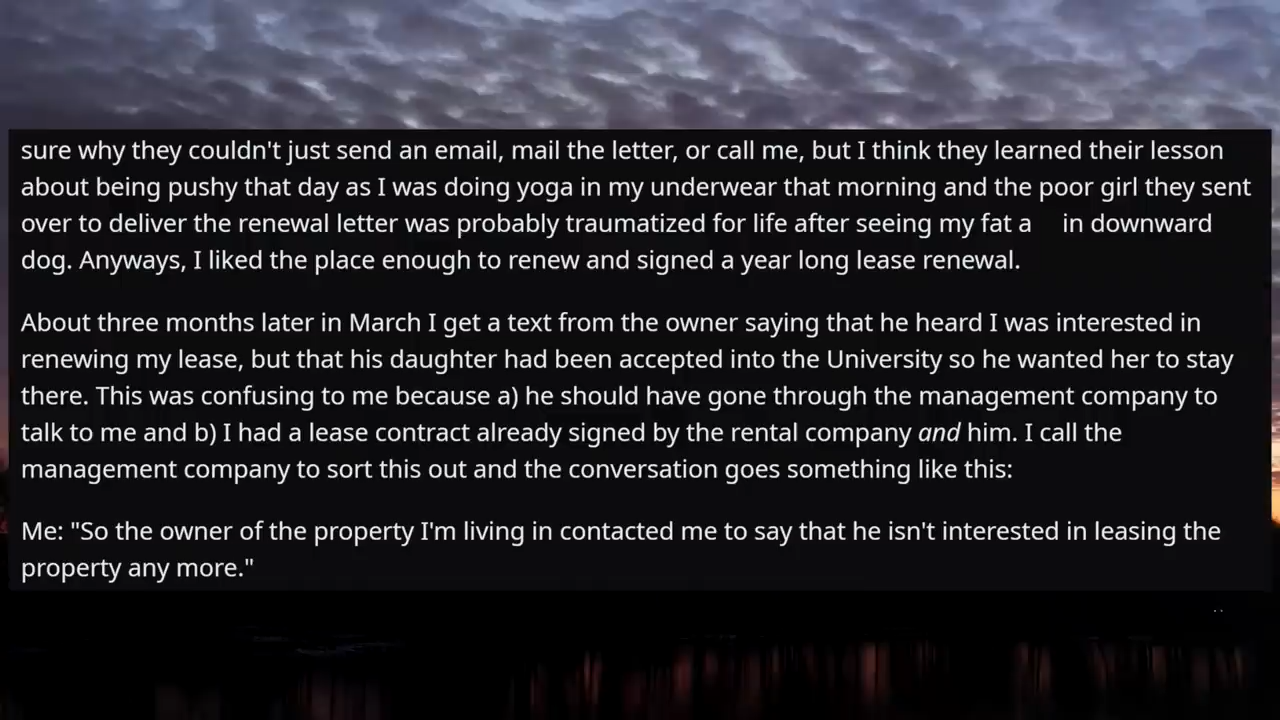 sure why they couldn't just send an email, mail the letter, or call me, but I think they learned their lesson
about being pushy that day as I was doing yoga in my underwear that morning and the poor girl they sent
over to deliver the renewal letter was probably traumatized for life after seeing my fat a in downward
dog. Anyways, I liked the place enough to renew and signed a year long lease renewal.
About three months later in March I get a text from the owner saying that he heard I was interested in
renewing my lease, but that his daughter had been accepted into the University so he wanted her to stay
there. This was confusing to me because a) he should have gone through the management company to
talk to me and b) I had a lease contract already signed by the rental company and him. I call the
management company to sort this out and the conversation goes something like this:
Me: "So the owner of the property I'm living in contacted me to say that he isn't interested in leasing the
property any more."